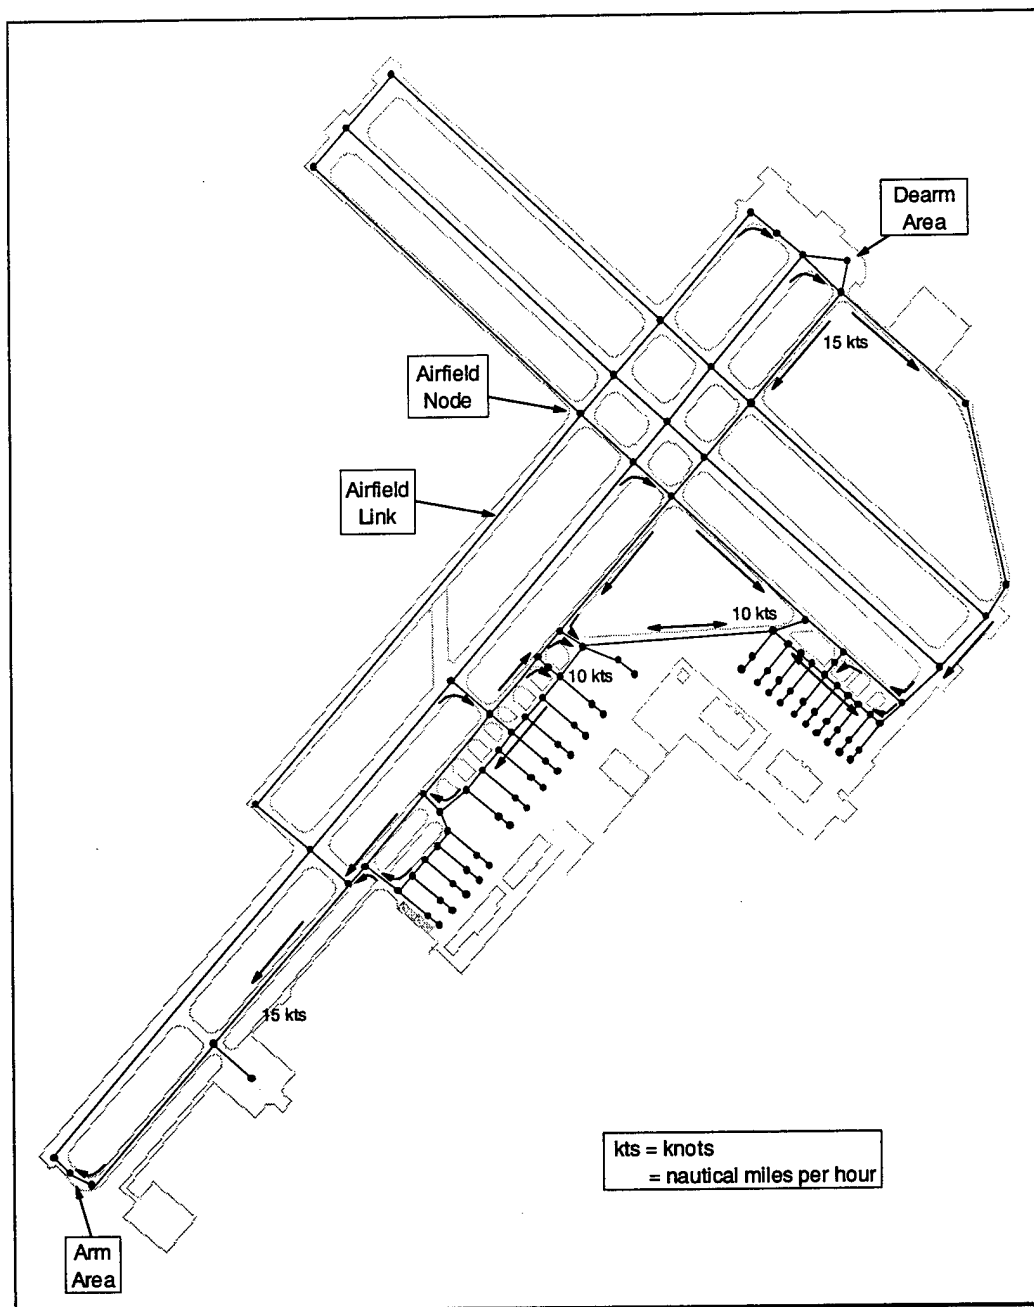 Dearm
Area
15 kts
Airfield
Node
Airfield
Link
10 kts
10 kts
15 kts
kts = knots
= nautical miles per hour
Arm
Area